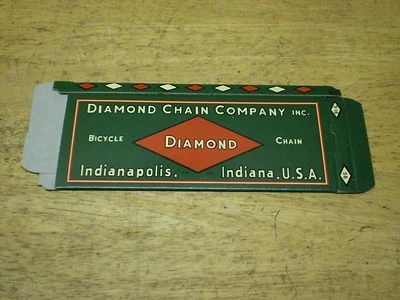 DIAMOND CHAIN COMPANY INC.
BICYCLE DIAMOND CHAIN
Indianapolis. Indiana, U.S.A.